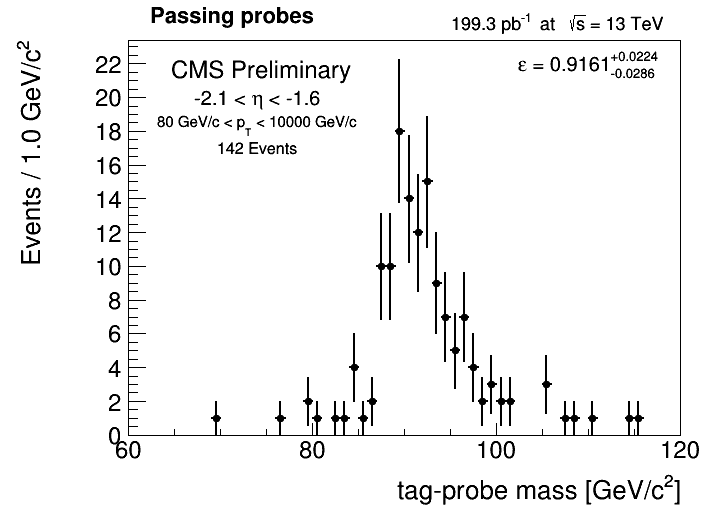 Passing probes
199.3 pb⁻¹ at √s = 13 TeV
CMS Preliminary
ε = 0.9161 +0.0224 -0.0286
-2.1 < η < -1.6
80 GeV/c < p_T < 10000 GeV/c
142 Events
Events / 1.0 GeV/c²
22
20
18
16
14
12
10
8
6
4
2
0
60 80 100 120
tag-probe mass [GeV/c²]